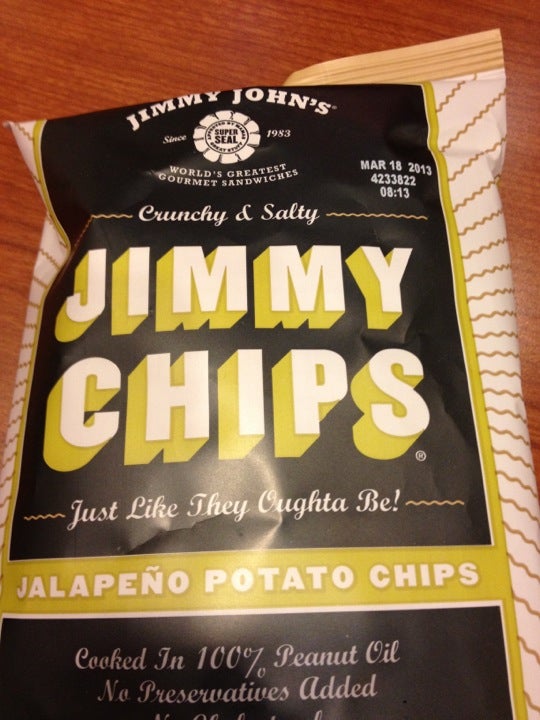 JIMMY JOHN'S®
Since 1983
SUPER
SEAL
WORLD'S GREATEST
GOURMET SANDWICHES
MAR 18 2013
4233822
08:13
Crunchy & Salty
JIMMY
CHIPS®
Just Like They Oughta Be!
JALAPEÑO POTATO CHIPS
Cooked In 100% Peanut Oil
No Preservatives Added